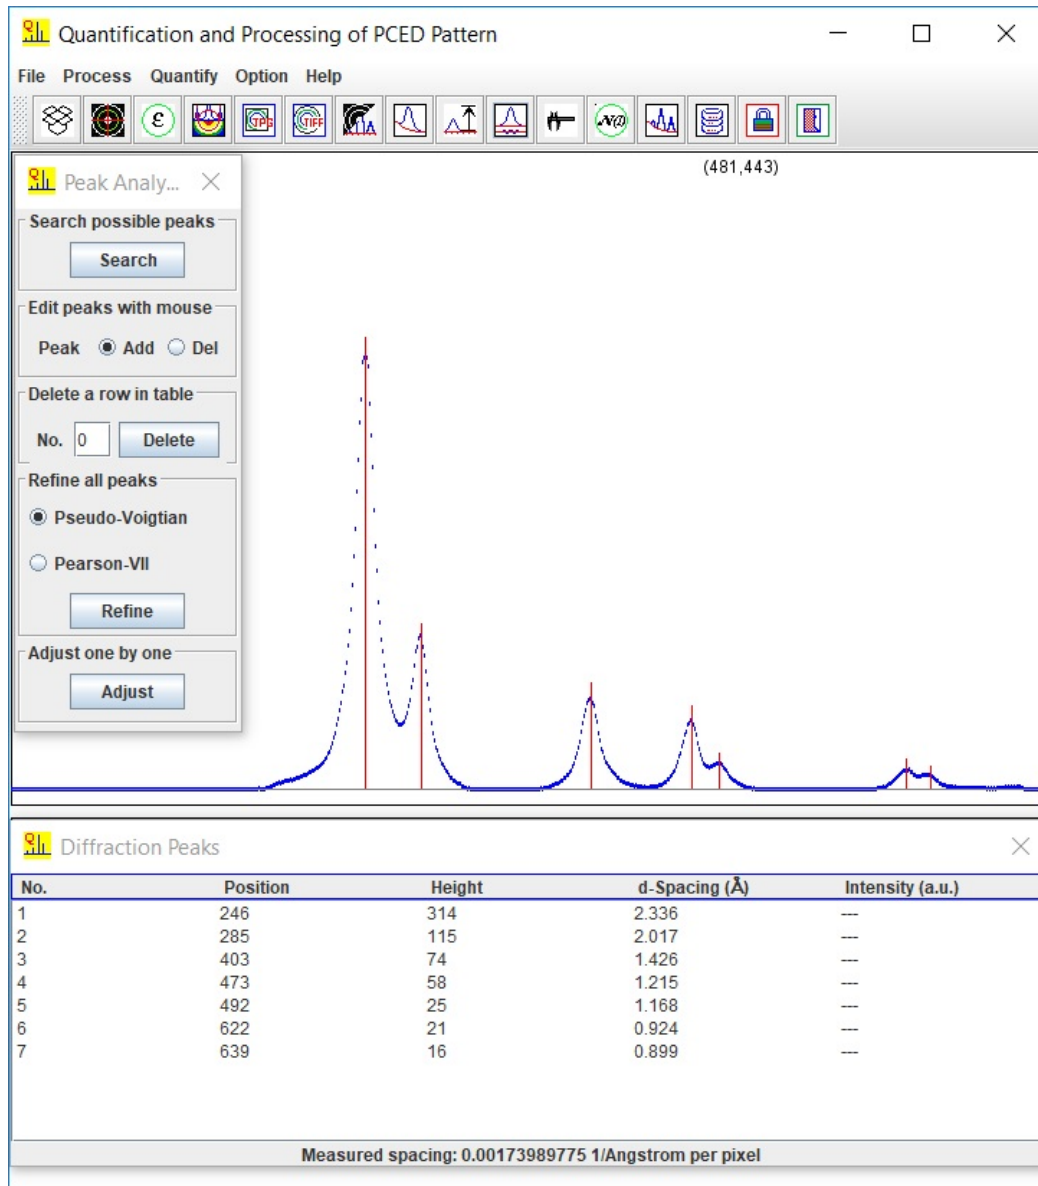 Quantification and Processing of PCED Pattern
File Process Quantify Option Help
ε TPG TIFF
(481,443)
Peak Analy...
Search possible peaks
Search
Edit peaks with mouse
Peak Add Del
Delete a row in table
No. 0 Delete
Refine all peaks
Pseudo-Voigtian
Pearson-VII
Refine
Adjust one by one
Adjust
Diffraction Peaks
No. Position Height d-Spacing (Å) Intensity (a.u.)
1 246 314 2.336 ---
2 285 115 2.017 ---
3 403 74 1.426 ---
4 473 58 1.215 ---
5 492 25 1.168 ---
6 622 21 0.924 ---
7 639 16 0.899 ---
Measured spacing: 0.00173989775 1/Angstrom per pixel